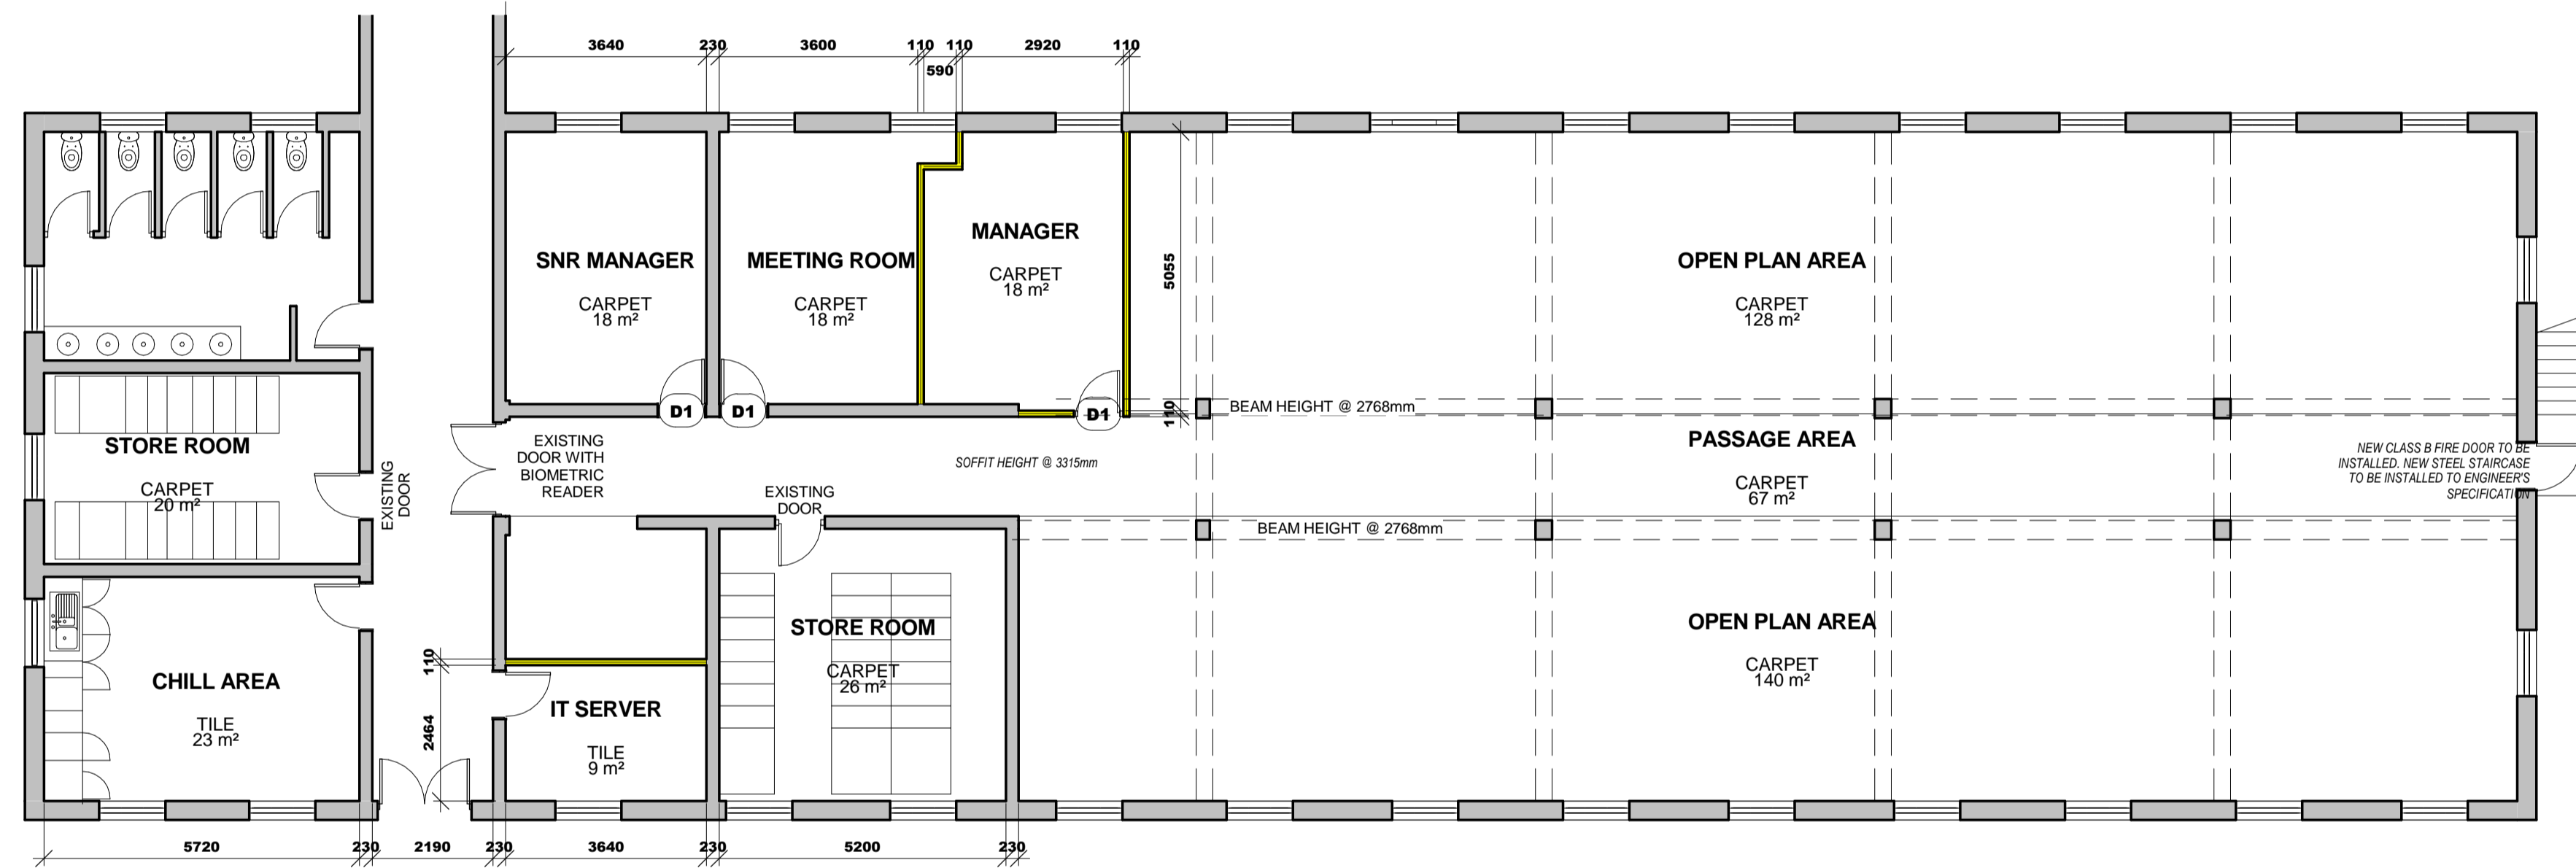 3640
230
3600
110
110
2920
110
590
SNR MANAGER
CARPET
18 m²
MEETING ROOM
CARPET
18 m²
MANAGER
CARPET
18 m²
5055
110
OPEN PLAN AREA
CARPET
128 m²
D1
D1
D1
BEAM HEIGHT @ 2768mm
STORE ROOM
CARPET
20 m²
EXISTING
DOOR
EXISTING
DOOR WITH
BIOMETRIC
READER
SOFFIT HEIGHT @ 3315mm
EXISTING
DOOR
PASSAGE AREA
CARPET
67 m²
NEW CLASS B FIRE DOOR TO BE
INSTALLED. NEW STEEL STAIRCASE
TO BE INSTALLED TO ENGINEER'S
SPECIFICATION
BEAM HEIGHT @ 2768mm
CHILL AREA
TILE
23 m²
110
2464
IT SERVER
TILE
9 m²
STORE ROOM
CARPET
26 m²
OPEN PLAN AREA
CARPET
140 m²
5720
230
2190
230
3640
230
5200
230